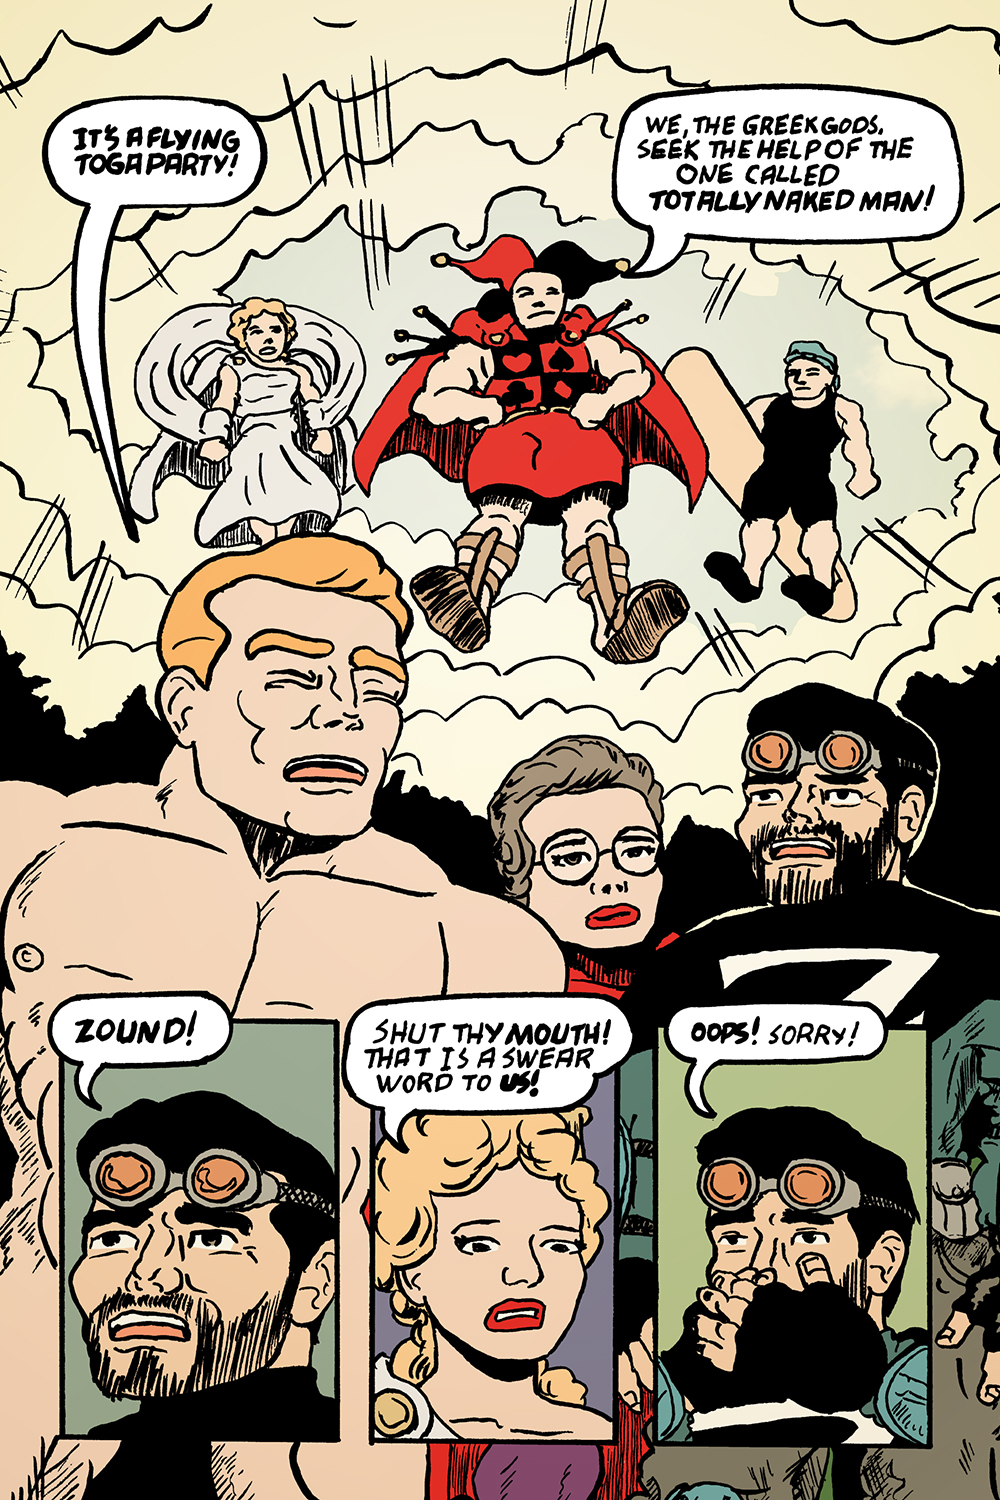 IT'S A FLYING
TOGA PARTY!
WE, THE GREEK GODS.
SEEK THE HELP OF THE
ONE CALLED
TOTALLY NAKED MAN!
ZOUND!
SHUT THY MOUTH!
THAT IS A SWEAR
WORD TO US!
OOPS! SORRY!